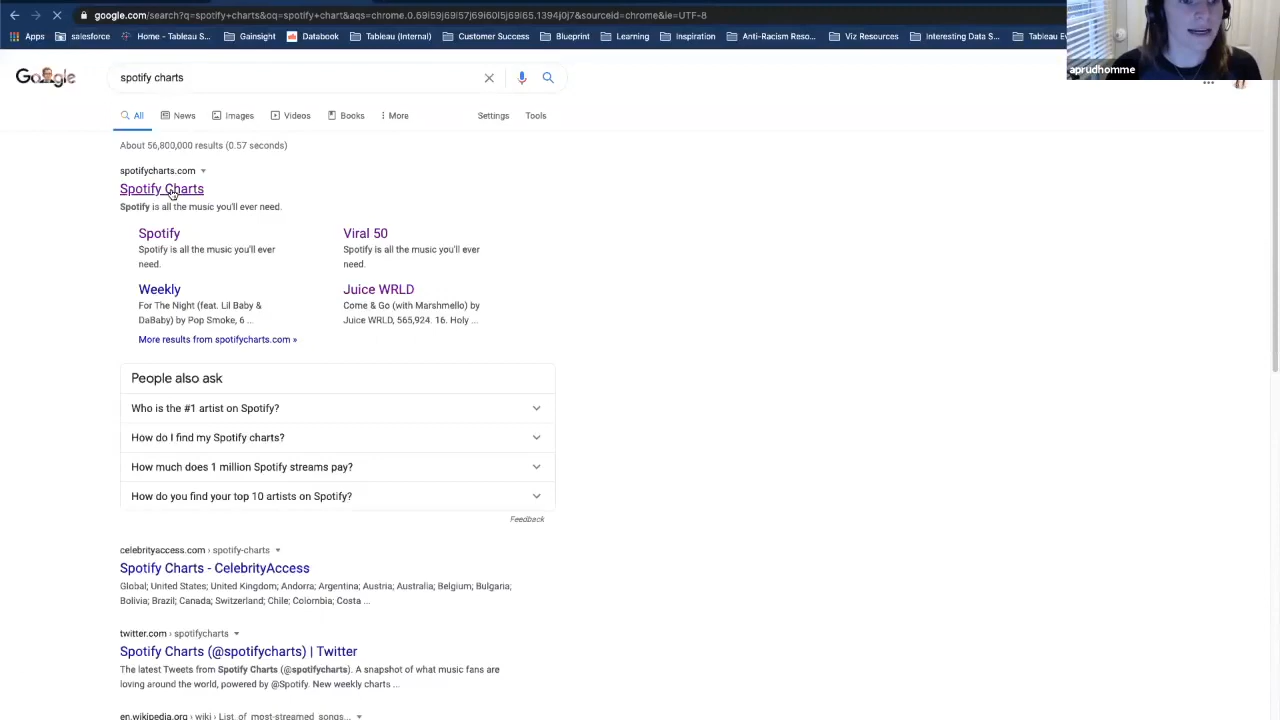 google.com/search?q=spotify+charts&oq=spotify+chart&aqs=chrome.0.69i59j69i57j69i60l5j69i65.1394j0j7&sourceid=chrome&ie=UTF-8
Apps salesforce Home - Tableau S... Gainsight Databook Tableau (Internal) Customer Success Blueprint Learning Inspiration Anti-Racism Reso... Viz Resources Interesting Data S... Tableau Ev
aprudhomme
Google spotify charts
All News Images Videos Books More Settings Tools
About 56,800,000 results (0.57 seconds)
spotifycharts.com
Spotify Charts
Spotify is all the music you'll ever need.
Spotify
Spotify is all the music you'll ever
need.
Viral 50
Spotify is all the music you'll ever
need.
Weekly
For The Night (feat. Lil Baby &
DaBaby) by Pop Smoke, 6 ...
Juice WRLD
Come & Go (with Marshmello) by
Juice WRLD, 565,924. 16. Holy ...
More results from spotifycharts.com »
People also ask
Who is the #1 artist on Spotify?
How do I find my Spotify charts?
How much does 1 million Spotify streams pay?
How do you find your top 10 artists on Spotify?
Feedback
celebrityaccess.com › spotify-charts
Spotify Charts - CelebrityAccess
Global; United States; United Kingdom; Andorra; Argentina; Austria; Australia; Belgium; Bulgaria;
Bolivia; Brazil; Canada; Switzerland; Chile; Colombia; Costa ...
twitter.com › spotifycharts
Spotify Charts (@spotifycharts) | Twitter
The latest Tweets from Spotify Charts (@spotifycharts). A snapshot of what music fans are
loving around the world, powered by @Spotify. New weekly charts ...
en.wikipedia.org › wiki › List_of_most-streamed_songs...